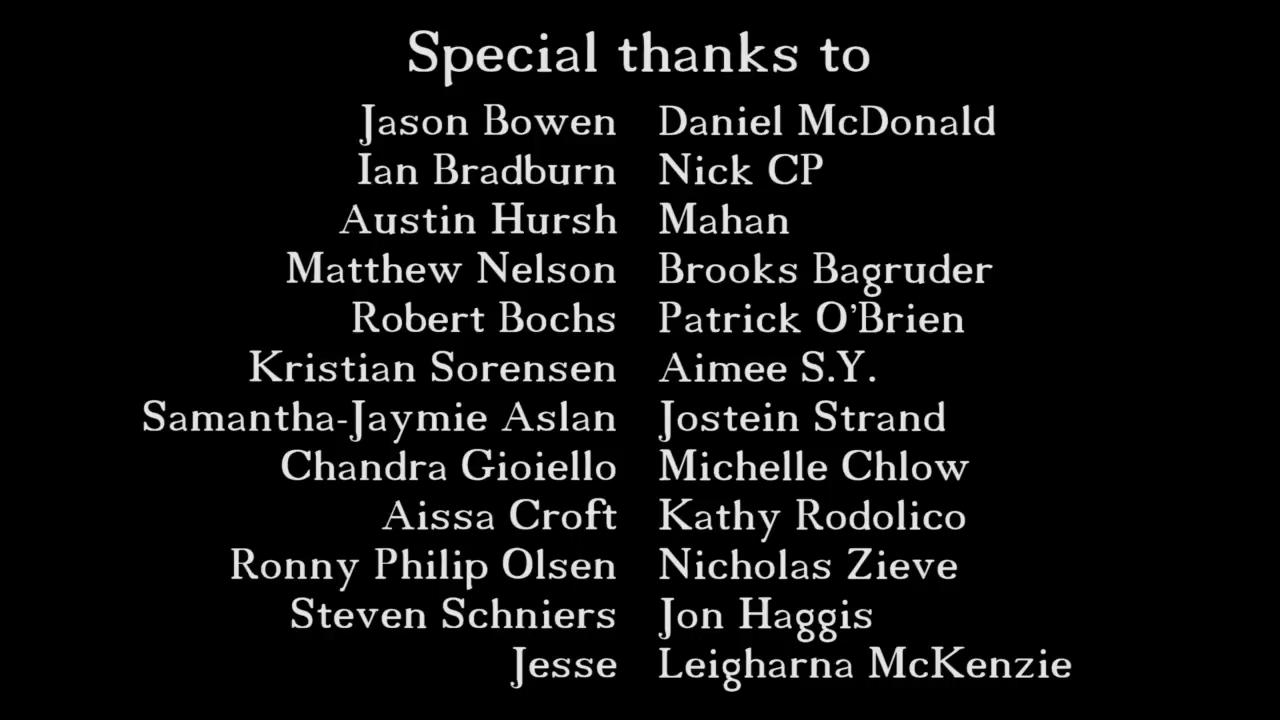 Special thanks to
Jason Bowen Daniel McDonald
Ian Bradburn Nick CP
Austin Hursh Mahan
Matthew Nelson Brooks Bagruder
Robert Bochs Patrick O'Brien
Kristian Sorensen Aimee S.Y.
Samantha-Jaymie Aslan Jostein Strand
Chandra Gioiello Michelle Chlow
Aissa Croft Kathy Rodolico
Ronny Philip Olsen Nicholas Zieve
Steven Schniers Jon Haggis
Jesse Leigharna McKenzie